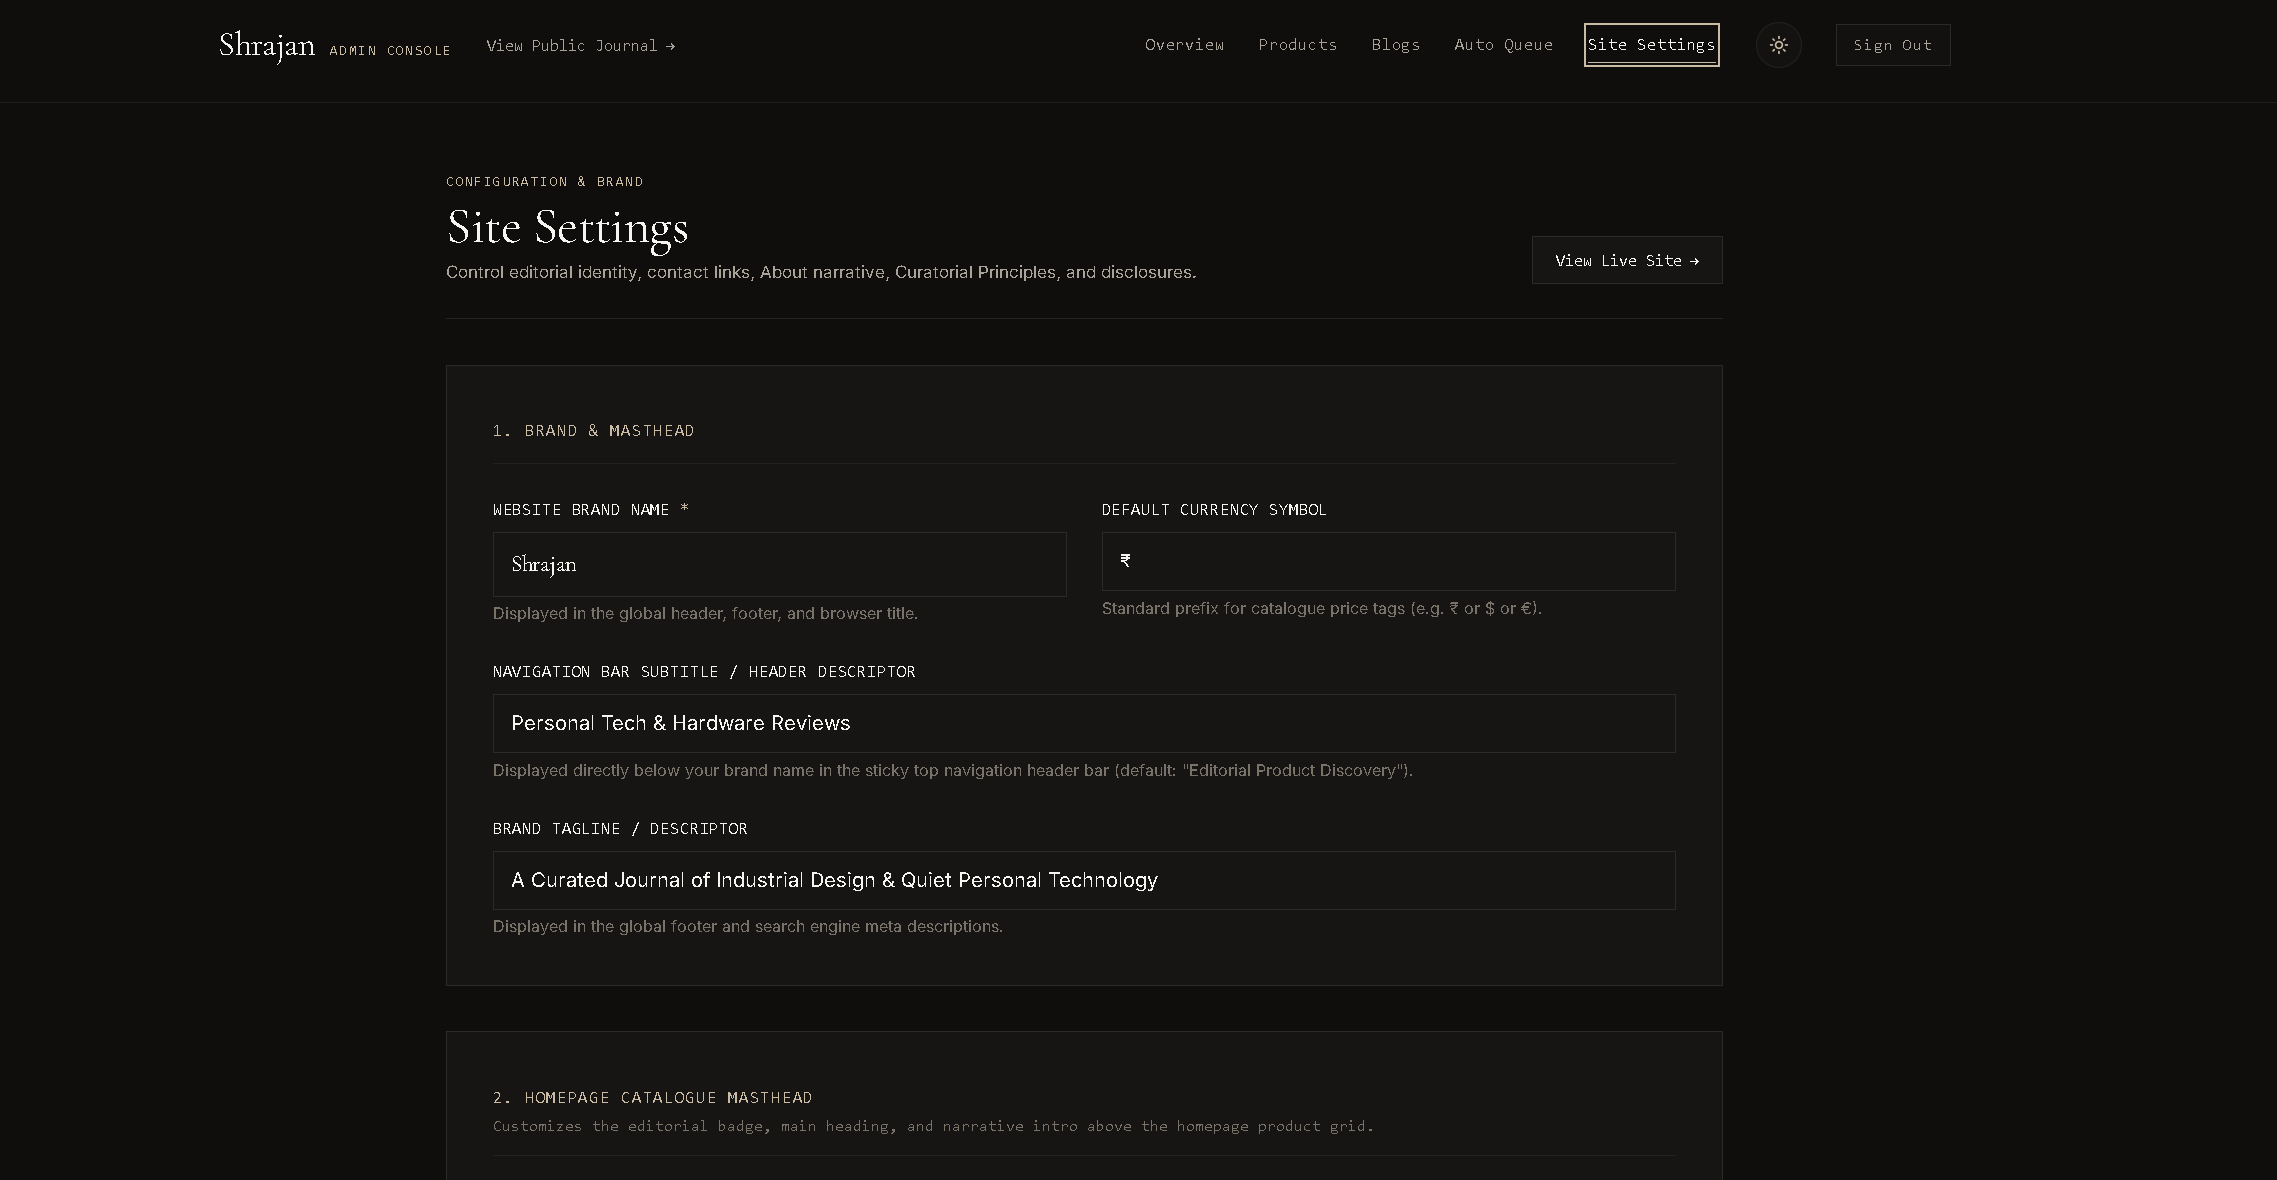 Shrajan ADMIN CONSOLE View Public Journal → Overview Products Blogs Auto Queue Site Settings Sign Out
CONFIGURATION & BRAND
Site Settings
Control editorial identity, contact links, About narrative, Curatorial Principles, and disclosures.
View Live Site →
1. BRAND & MASTHEAD
WEBSITE BRAND NAME *
Shrajan
Displayed in the global header, footer, and browser title.
DEFAULT CURRENCY SYMBOL
₹
Standard prefix for catalogue price tags (e.g. ₹ or $ or €).
NAVIGATION BAR SUBTITLE / HEADER DESCRIPTOR
Personal Tech & Hardware Reviews
Displayed directly below your brand name in the sticky top navigation header bar (default: "Editorial Product Discovery").
BRAND TAGLINE / DESCRIPTOR
A Curated Journal of Industrial Design & Quiet Personal Technology
Displayed in the global footer and search engine meta descriptions.
2. HOMEPAGE CATALOGUE MASTHEAD
Customizes the editorial badge, main heading, and narrative intro above the homepage product grid.